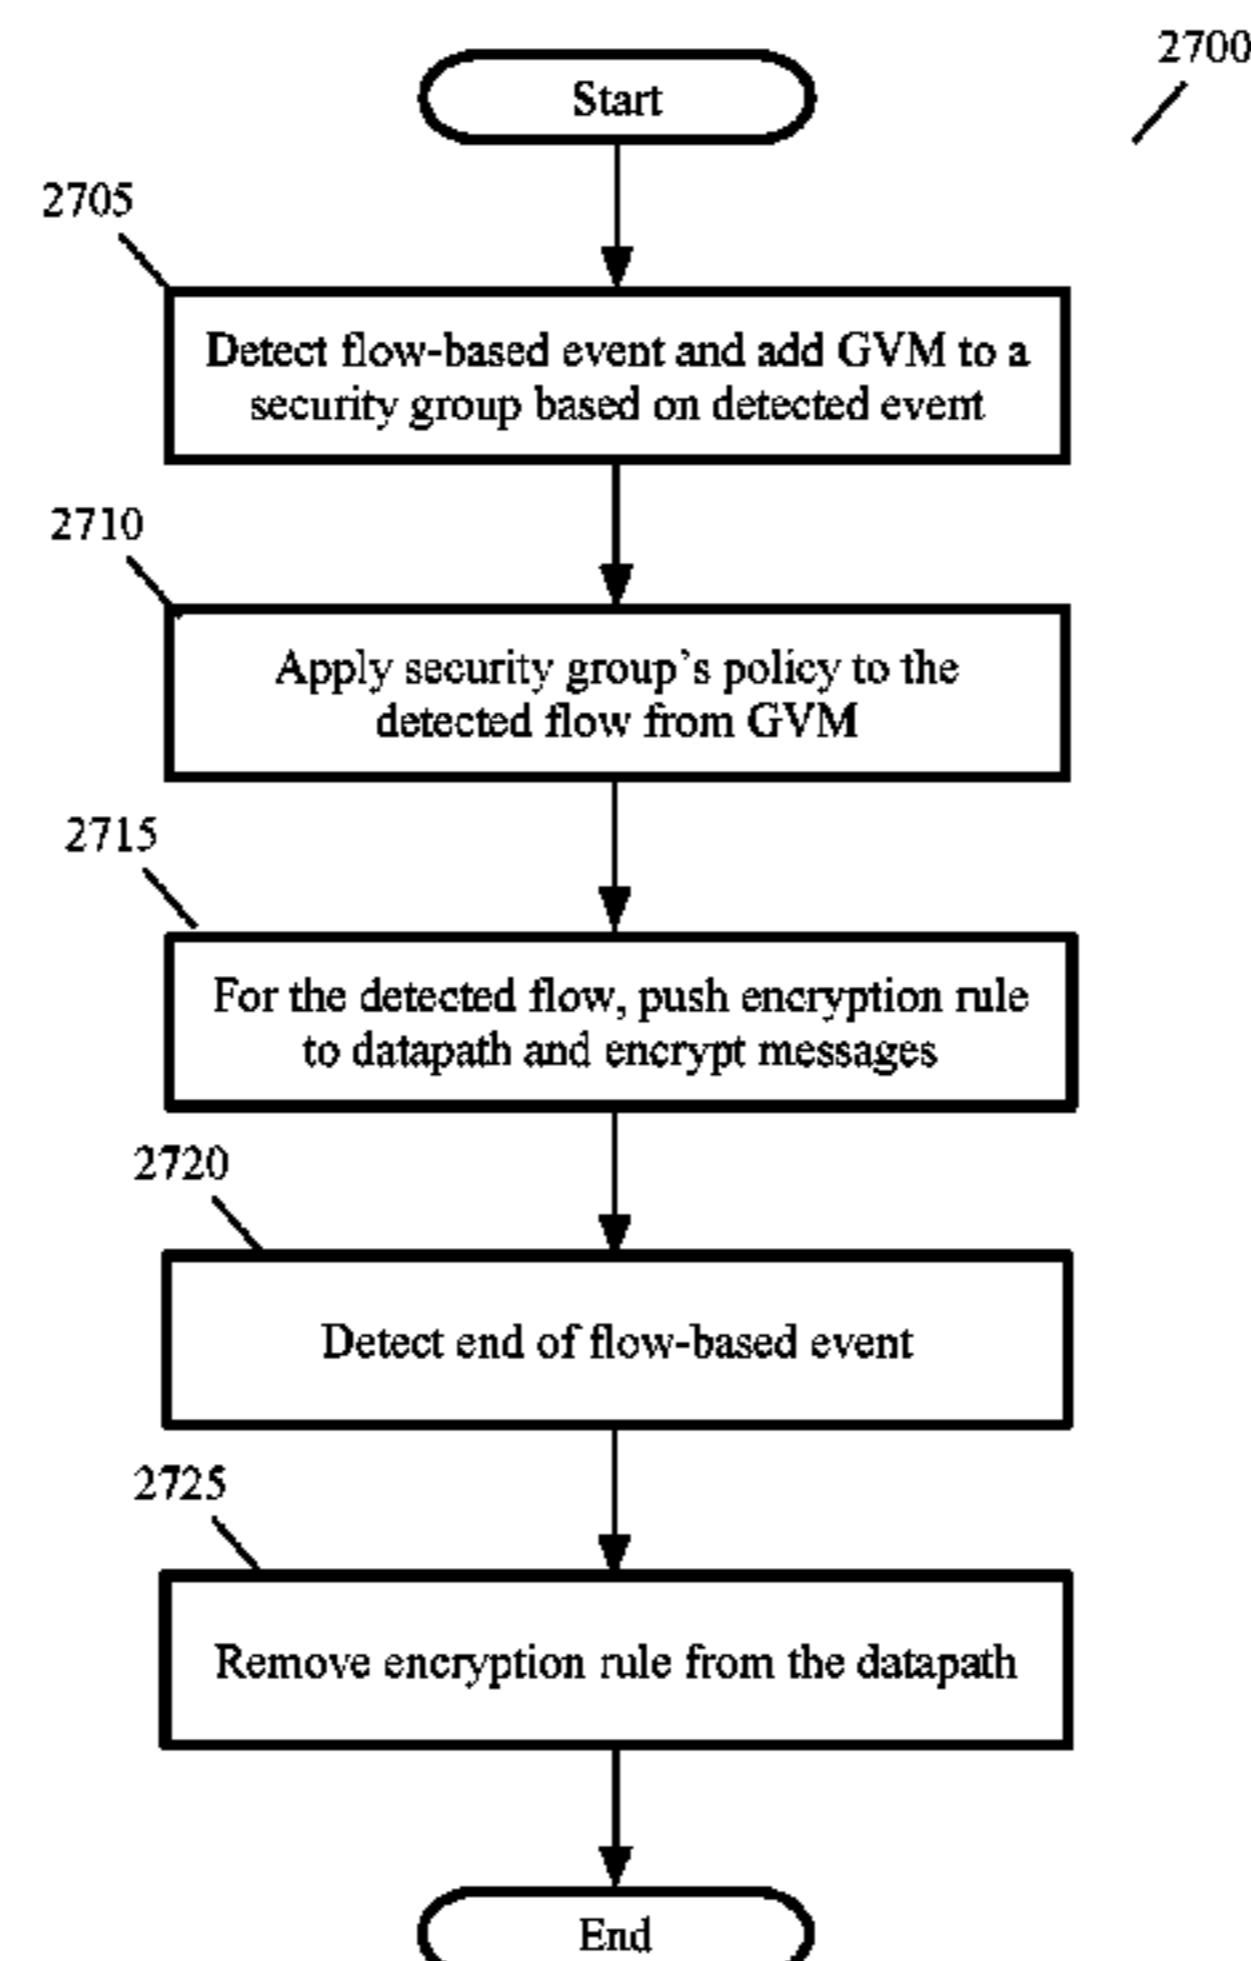 2700
Start
2705
Detect flow-based event and add GVM to a
security group based on detected event
2710
Apply security group's policy to the
detected flow from GVM
2715
For the detected flow, push encryption rule
to datapath and encrypt messages
2720
Detect end of flow-based event
2725
Remove encryption rule from the datapath
End